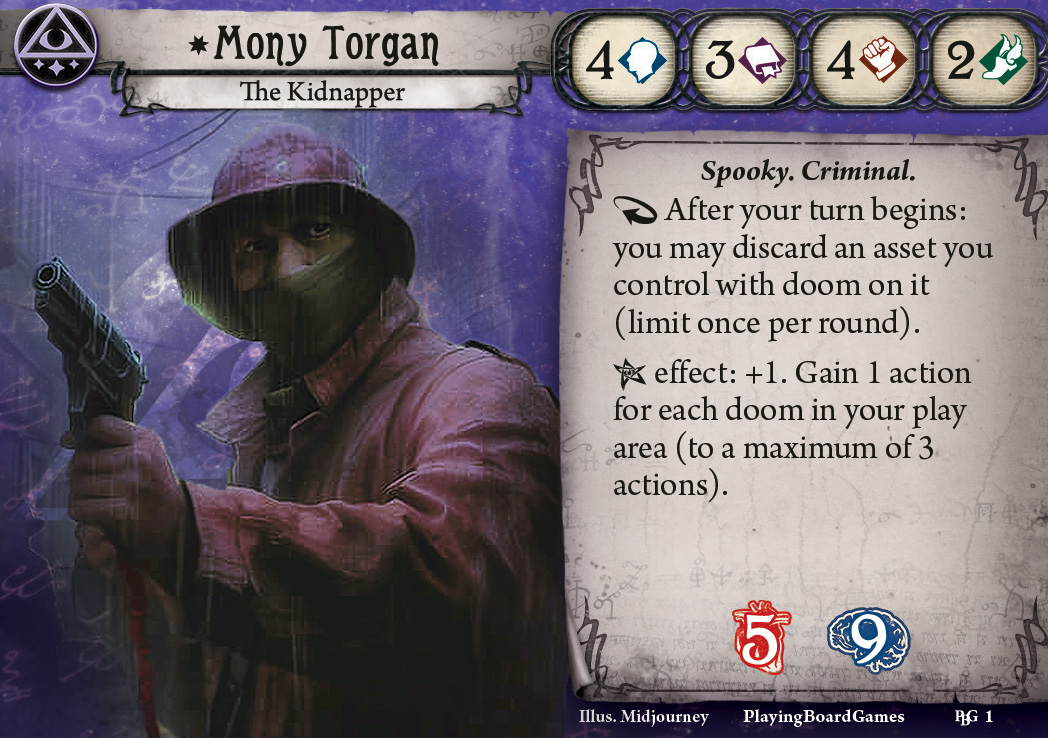 Mony Torgan
The Kidnapper
4 3 4 2
Spooky. Criminal.
After your turn begins:
you may discard an asset you
control with doom on it
(limit once per round).
effect: +1. Gain 1 action
for each doom in your play
area (to a maximum of 3
actions).
5 9
Illus. Midjourney PlayingBoardGames PBG 1